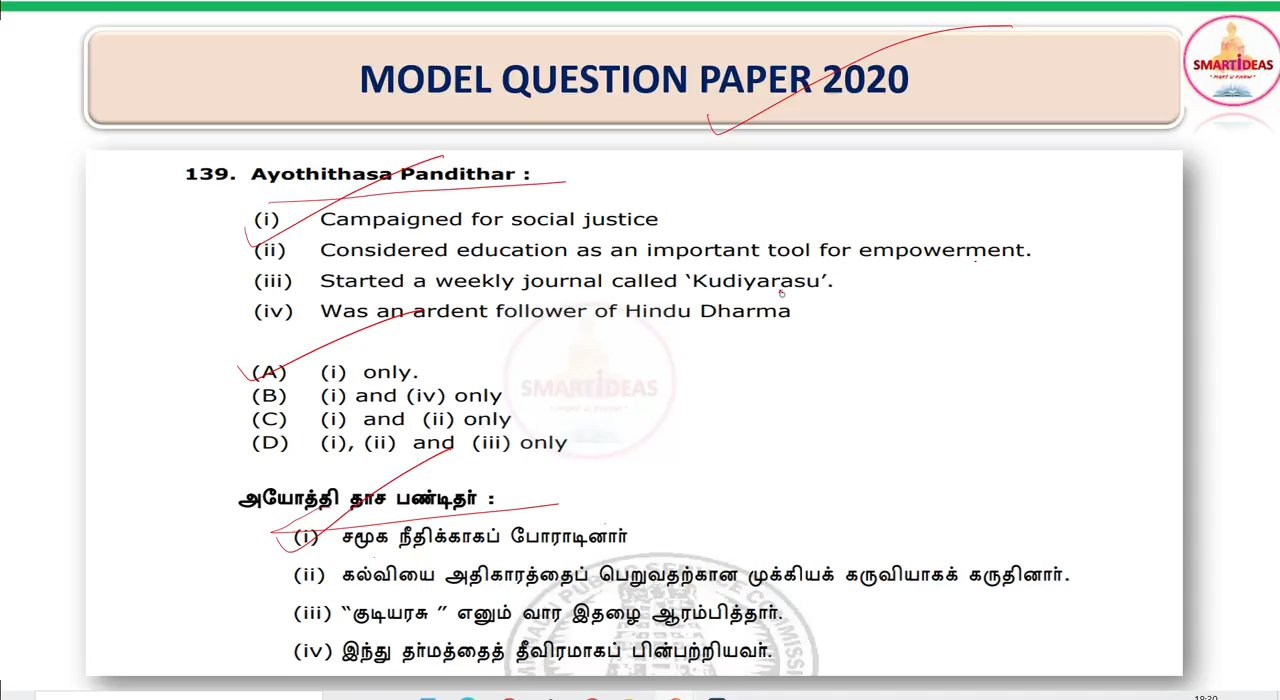 MODEL QUESTION PAPER 2020
SMARTIDEAS
139. Ayothithasa Pandithar :
(i) Campaigned for social justice
(ii) Considered education as an important tool for empowerment.
(iii) Started a weekly journal called ‘Kudiyarasu’.
(iv) Was an ardent follower of Hindu Dharma
(A) (i) only.
(B) (i) and (iv) only
SMARTIDEAS
(C) (i) and (ii) only
(D) (i), (ii) and (iii) only
அயோத்தி தாச பண்டிதர் :
(i) சமூக நீதிக்காகப் போராடினார்
(ii) கல்வியை அதிகாரத்தைப் பெறுவதற்கான முக்கியக் கருவியாகக் கருதினார்.
(iii) “குடியரசு ” எனும் வார இதழை ஆரம்பித்தார்.
(iv) இந்து தர்மத்தைத் தீவிரமாகப் பின்பற்றியவர்.